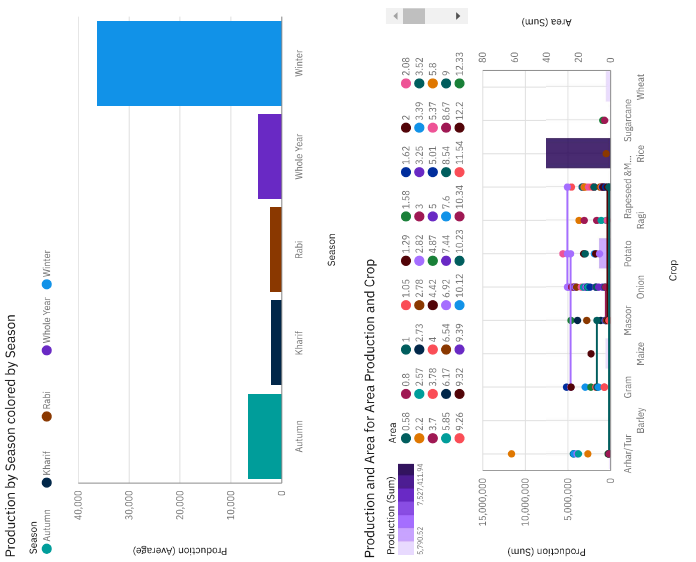 Production by Season colored by Season
Season
Autumn
Kharif
Rabi
Whole Year
Winter
Production (Average)
40,000
30,000
20,000
10,000
0
Autumn
Kharif
Rabi
Whole Year
Winter
Season
Production and Area for Area Production and Crop
Production (Sum)
5,790.52
7,527,411.94
Area
0.58 0.8 1 1.05 1.29 1.58 1.62 2 2.08
2.2 2.57 2.73 2.78 2.82 3 3.25 3.39 3.52
3.7 3.78 4 4.42 4.87 5 5.01 5.37 5.8
5.85 6.17 6.54 6.92 7.44 7.6 8.54 8.67 9
9.26 9.32 9.39 10.12 10.23 10.34 11.54 12.2 12.33
Production (Sum)
15,000,000
10,000,000
5,000,000
0
Area (Sum)
80
60
40
20
0
Arhar/Tur
Barley
Gram
Maize
Masoor
Onion
Potato
Ragi
Rapeseed &M...
Rice
Sugarcane
Wheat
Crop